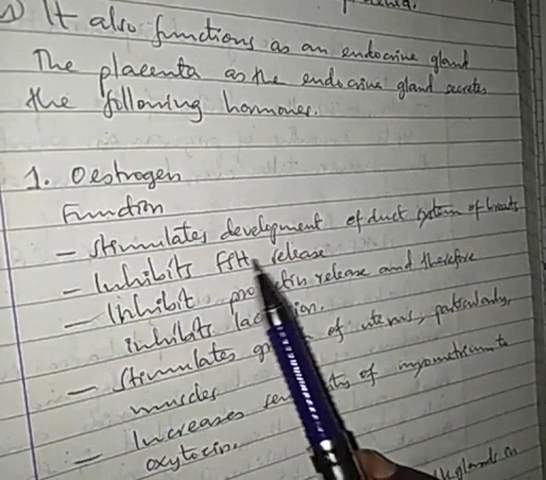 It also functions as an endocrine gland
The placenta as the endocrine gland secretes
the following hormones.
1. Oestrogen
Function
- Stimulates development of duct system of breasts
- Inhibits FSH release
- Inhibit release and therefore
inhibits
- Stimulates of uterus, particularly,
muscles
- Increases of myometrium to
oxytocin.
glands in